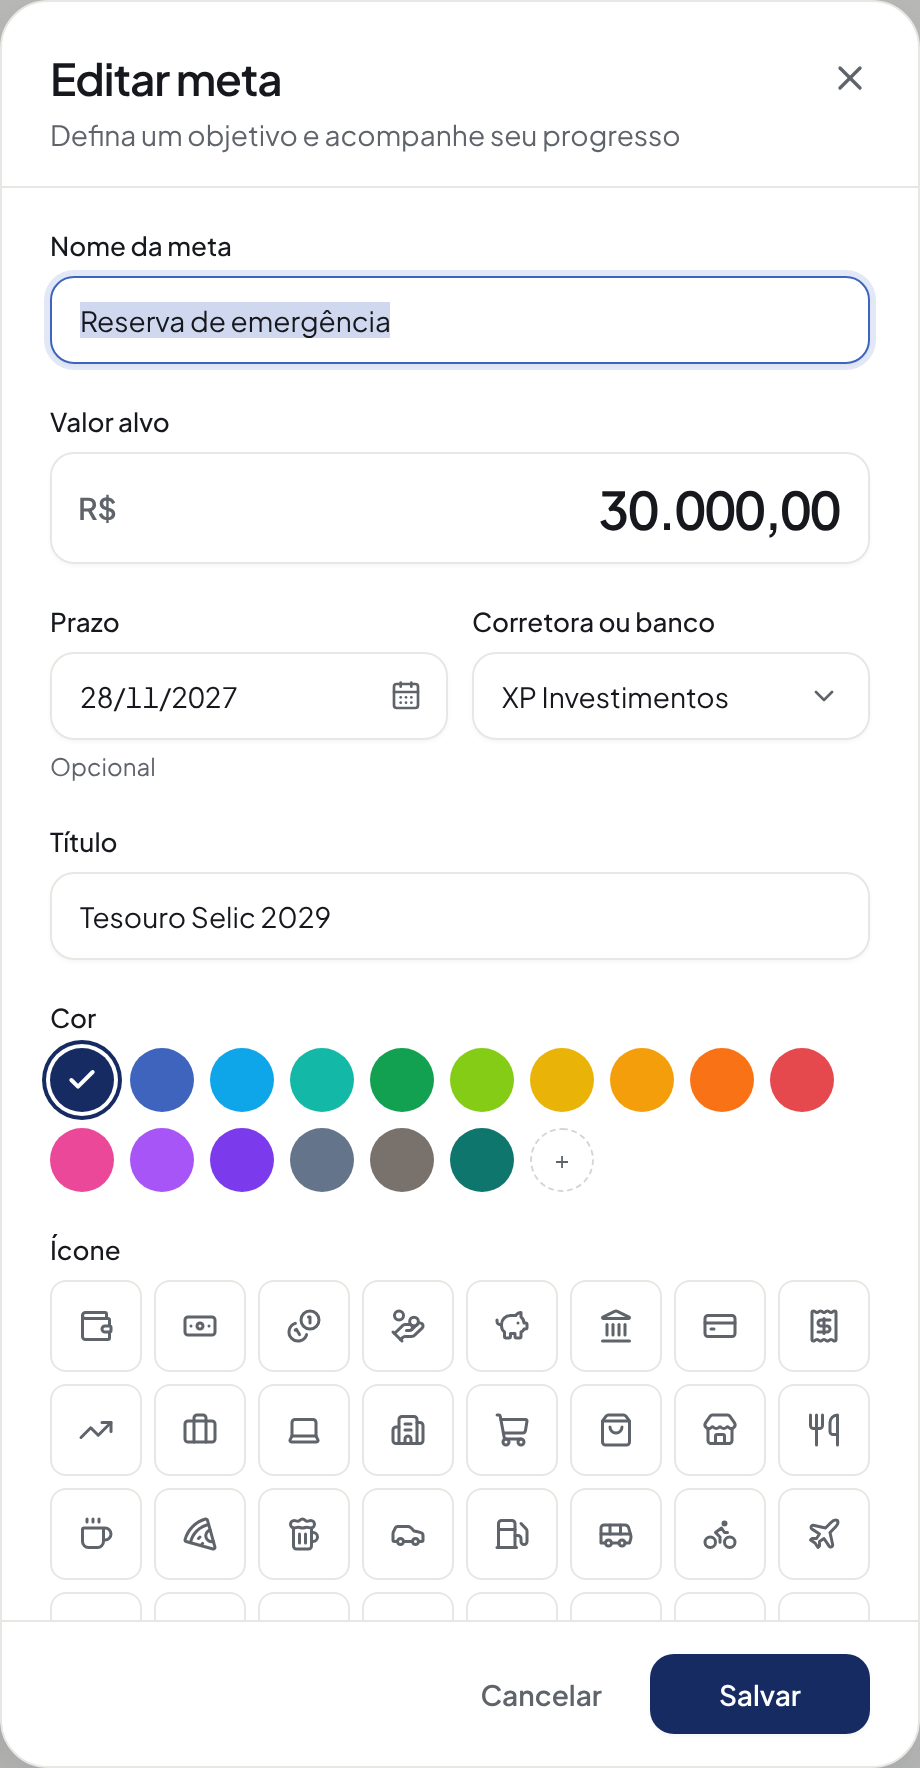 Editar meta
Defina um objetivo e acompanhe seu progresso
Nome da meta
Reserva de emergência
Valor alvo
R$ 30.000,00
Prazo Corretora ou banco
28/11/2027 XP Investimentos
Opcional
Título
Tesouro Selic 2029
Cor
+
Ícone
Cancelar Salvar